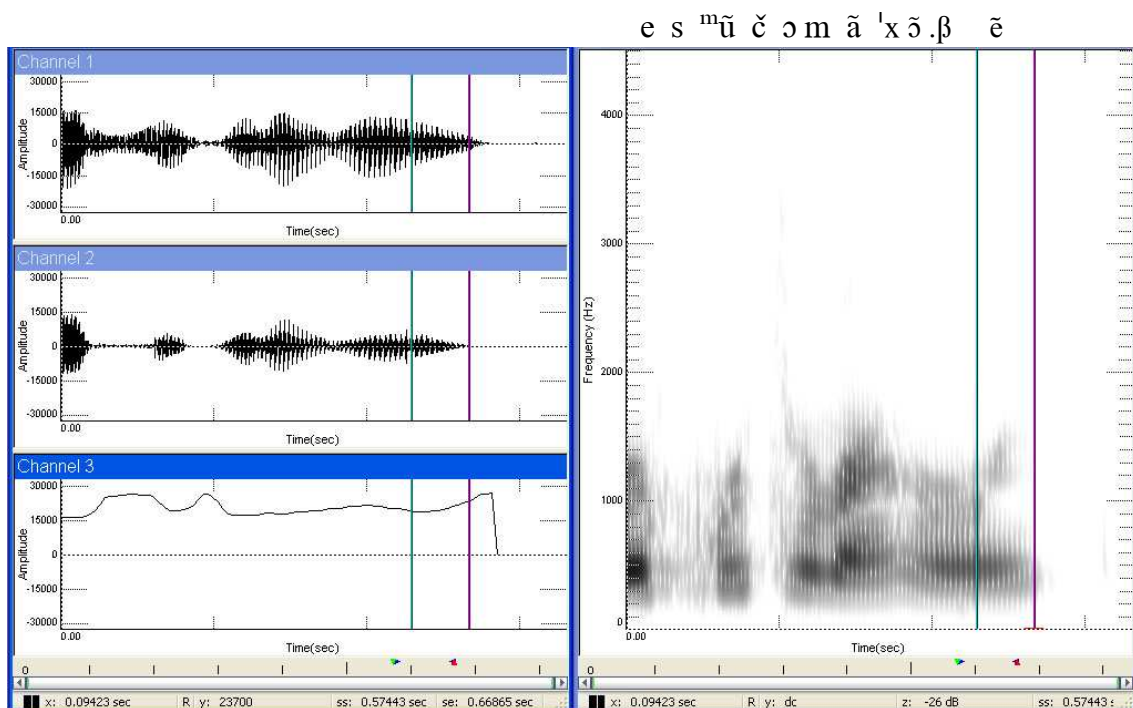 e s ᵐũ č ɔ m ã ˈx ɔ̃ .β ẽ
Channel 1
30000
15000
0
-15000
-30000
Amplitude
0.00
Time(sec)
Channel 2
30000
15000
0
-15000
-30000
Amplitude
0.00
Time(sec)
Channel 3
30000
15000
0
-15000
-30000
Amplitude
0.00
Time(sec)
0
x: 0.09423 sec R y: 23700 ss: 0.57443 sec se: 0.66865 sec
4000
3000
2000
1000
0
Frequency (Hz)
0.00
Time(sec)
0
x: 0.09423 sec R y: dc z: -26 dB ss: 0.57443